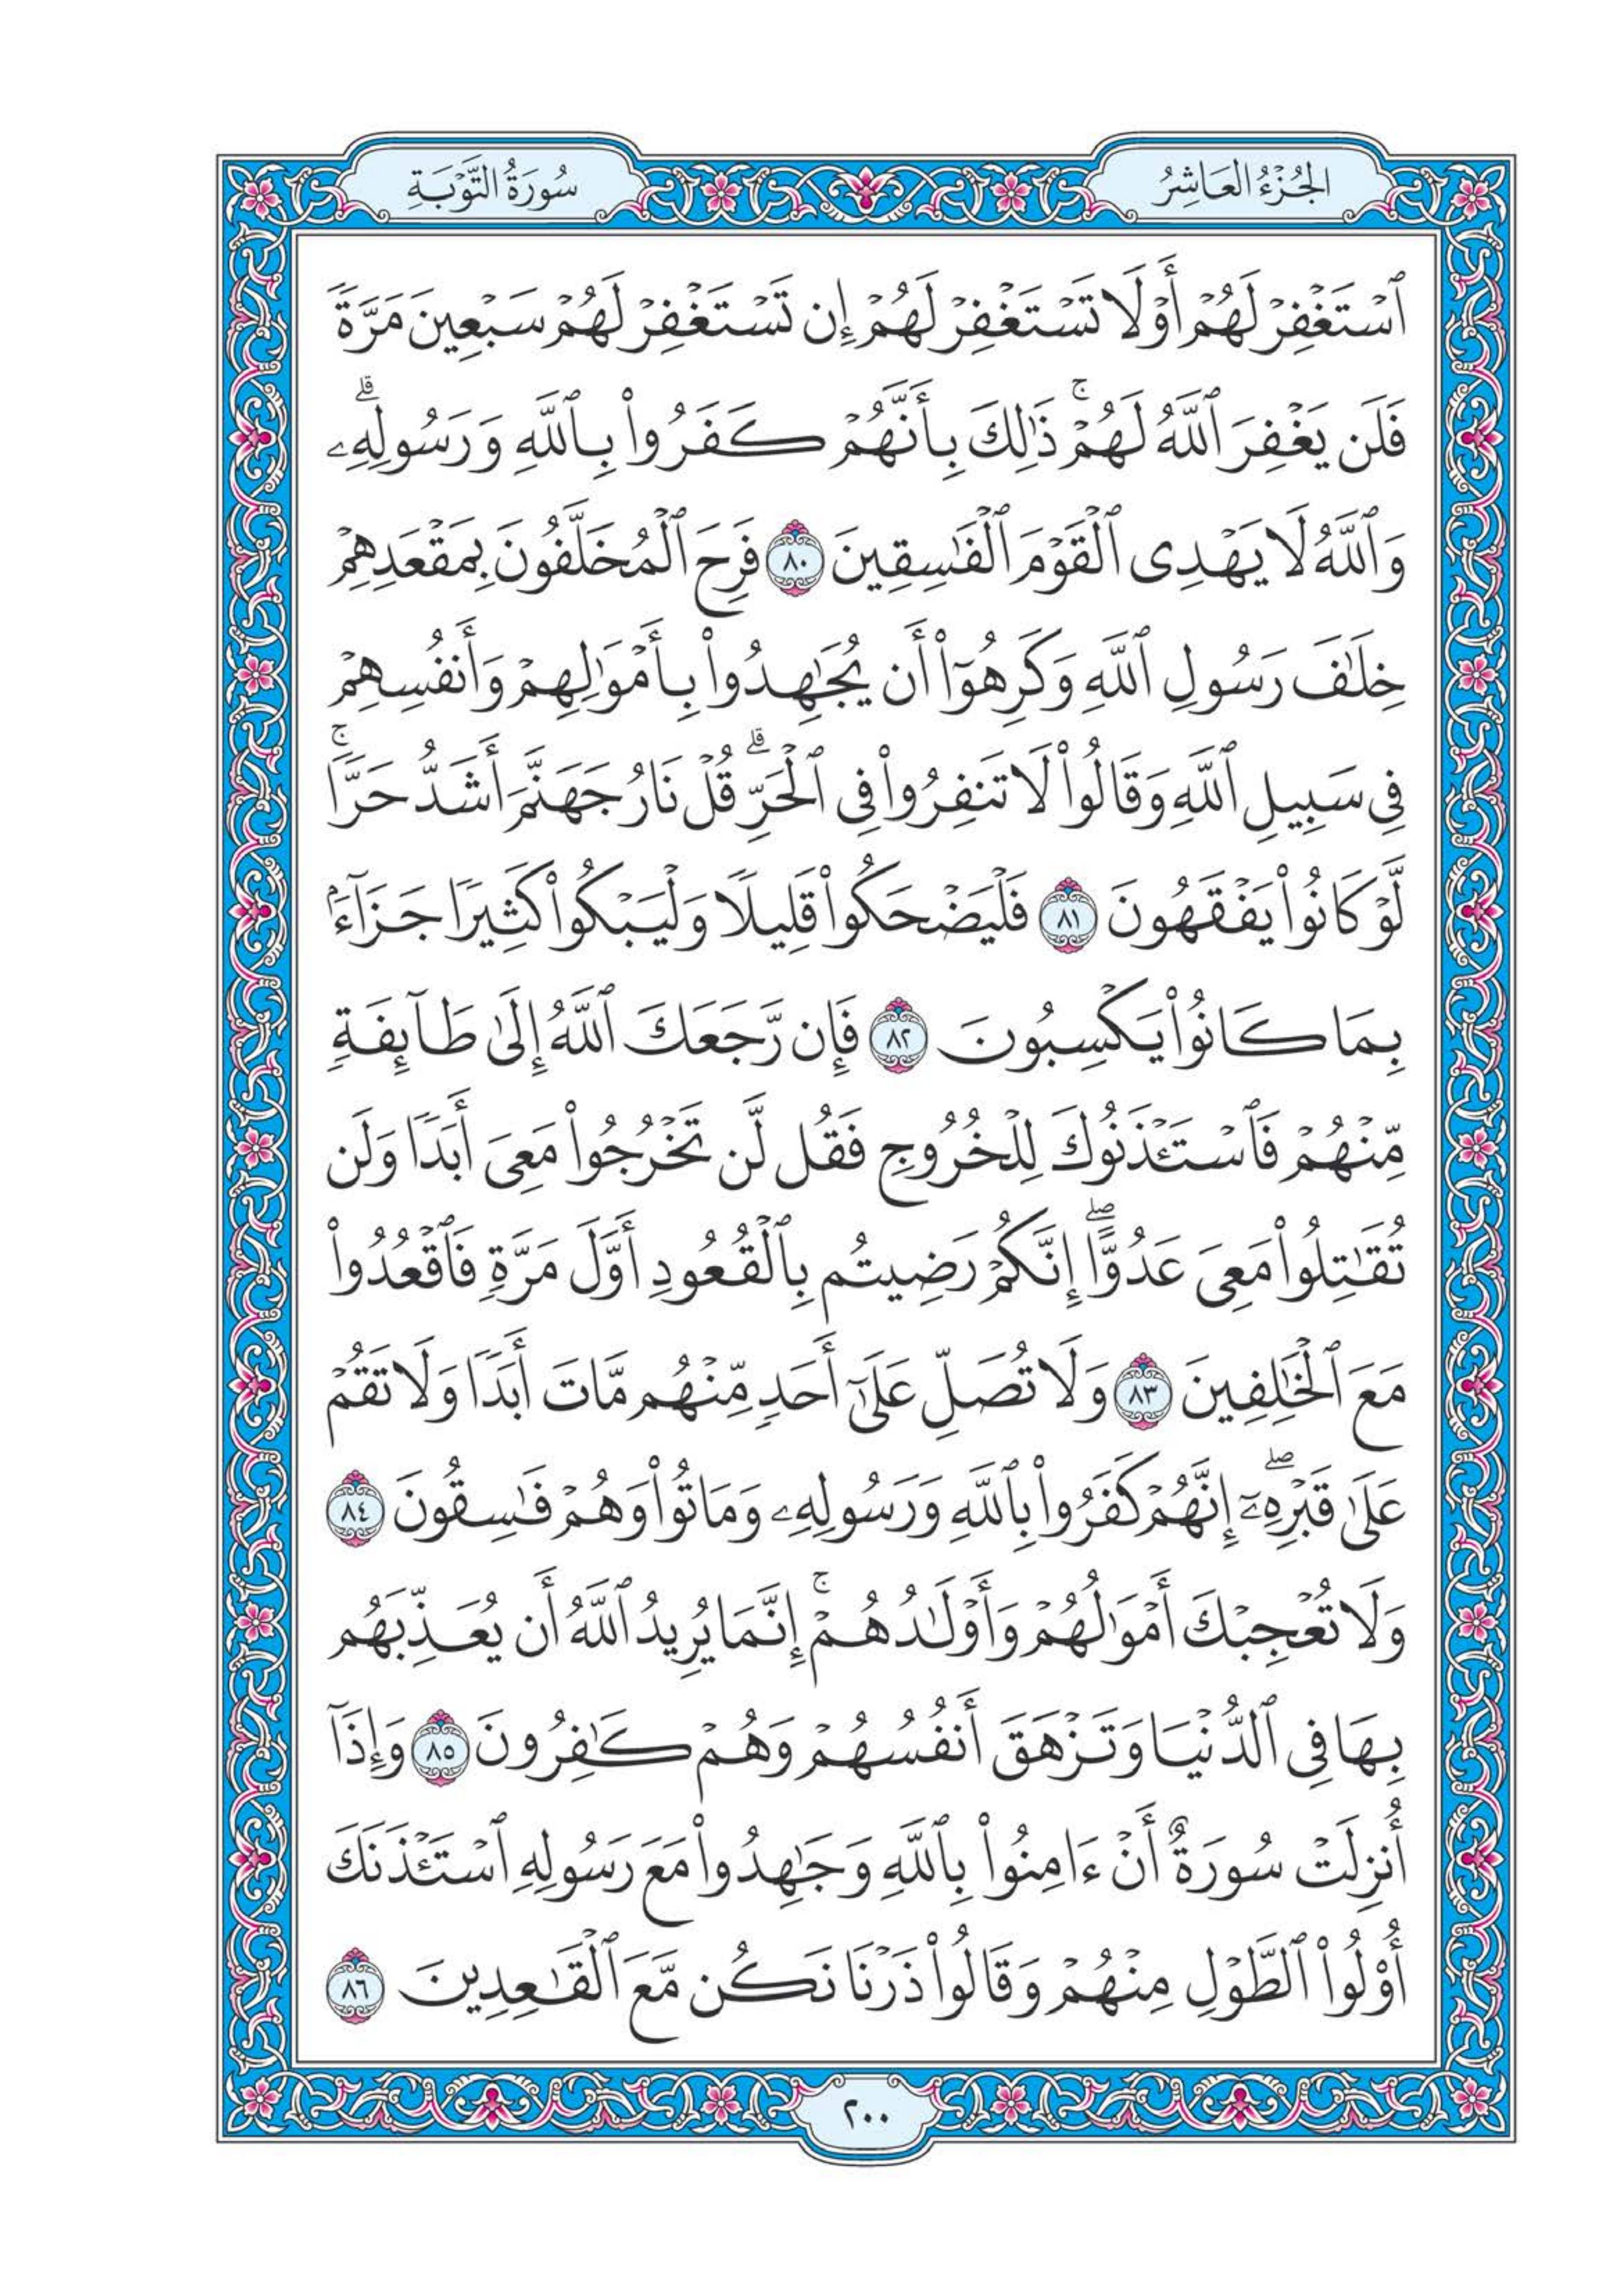 الجُزْءُ العَاشِرُ
سُورَةُ التَّوْبَةِ
ٱسْتَغْفِرْ لَهُمْ أَوْ لَا تَسْتَغْفِرْ لَهُمْ إِن تَسْتَغْفِرْ لَهُمْ سَبْعِينَ مَرَّةً
فَلَن يَغْفِرَ ٱللَّهُ لَهُمْۚ ذَٰلِكَ بِأَنَّهُمْ كَفَرُوا۟ بِٱللَّهِ وَرَسُولِهِۦۗ
وَٱللَّهُ لَا يَهْدِى ٱلْقَوْمَ ٱلْفَٰسِقِينَ ٨٠ فَرِحَ ٱلْمُخَلَّفُونَ بِمَقْعَدِهِمْ
خِلَٰفَ رَسُولِ ٱللَّهِ وَكَرِهُوٓا۟ أَن يُجَٰهِدُوا۟ بِأَمْوَٰلِهِمْ وَأَنفُسِهِمْ
فِى سَبِيلِ ٱللَّهِ وَقَالُوا۟ لَا تَنفِرُوا۟ فِى ٱلْحَرِّۗ قُلْ نَارُ جَهَنَّمَ أَشَدُّ حَرًّاۚ
لَّوْ كَانُوا۟ يَفْقَهُونَ ٨١ فَلْيَضْحَكُوا۟ قَلِيلًا وَلْيَبْكُوا۟ كَثِيرًا جَزَآءًۢ
بِمَا كَانُوا۟ يَكْسِبُونَ ٨٢ فَإِن رَّجَعَكَ ٱللَّهُ إِلَىٰ طَآئِفَةٍ
مِّنْهُمْ فَٱسْتَـْٔذَنُوكَ لِلْخُرُوجِ فَقُل لَّن تَخْرُجُوا۟ مَعِىَ أَبَدًا وَلَن
تُقَٰتِلُوا۟ مَعِىَ عَدُوًّاۖ إِنَّكُمْ رَضِيتُم بِٱلْقُعُودِ أَوَّلَ مَرَّةٍ فَٱقْعُدُوا۟
مَعَ ٱلْخَٰلِفِينَ ٨٣ وَلَا تُصَلِّ عَلَىٰٓ أَحَدٍ مِّنْهُم مَّاتَ أَبَدًا وَلَا تَقُمْ
عَلَىٰ قَبْرِهِۦٓۖ إِنَّهُمْ كَفَرُوا۟ بِٱللَّهِ وَرَسُولِهِۦ وَمَاتُوا۟ وَهُمْ فَٰسِقُونَ ٨٤
وَلَا تُعْجِبْكَ أَمْوَٰلُهُمْ وَأَوْلَٰدُهُمْۚ إِنَّمَا يُرِيدُ ٱللَّهُ أَن يُعَذِّبَهُم
بِهَا فِى ٱلدُّنْيَا وَتَزْهَقَ أَنفُسُهُمْ وَهُمْ كَٰفِرُونَ ٨٥ وَإِذَآ
أُنزِلَتْ سُورَةٌ أَنْ ءَامِنُوا۟ بِٱللَّهِ وَجَٰهِدُوا۟ مَعَ رَسُولِهِ ٱسْتَـْٔذَنَكَ
أُو۟لُوا۟ ٱلطَّوْلِ مِنْهُمْ وَقَالُوا۟ ذَرْنَا نَكُن مَّعَ ٱلْقَٰعِدِينَ ٨٦
٢٠٠